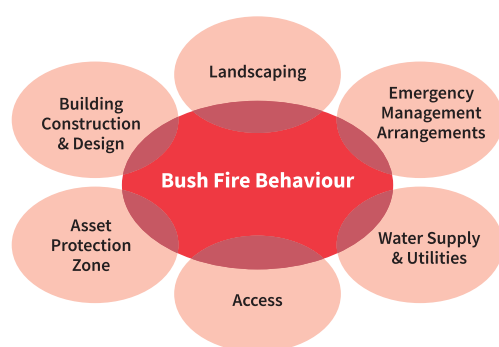 Landscaping
Building
Construction
& Design
Emergency
Management
Arrangements
Bush Fire Behaviour
Asset
Protection
Zone
Water Supply
& Utilities
Access